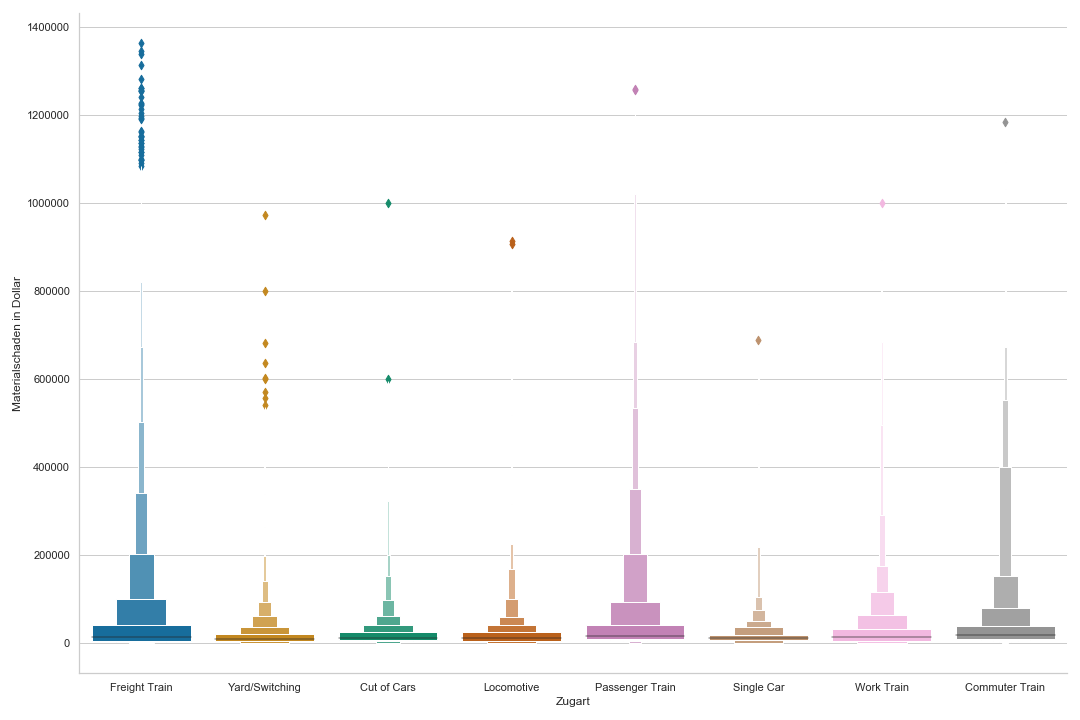 1400000
1200000
1000000
800000
600000
400000
200000
0
Materialschaden in Dollar
Freight Train
Yard/Switching
Cut of Cars
Locomotive
Passenger Train
Single Car
Work Train
Commuter Train
Zugart